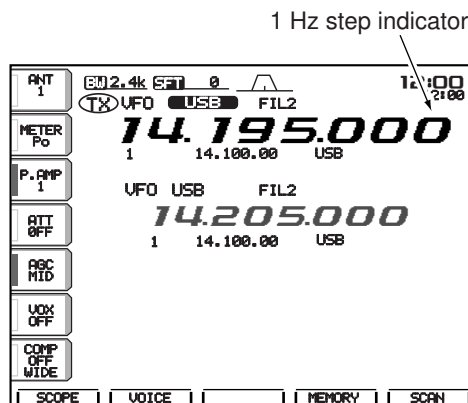 1 Hz step indicator
ANT
1
BW 2.4k SFT 0
12:00
2:00
TX VFO USB FIL2
METER
Po
14.195.000
1 14.100.00 USB
P.AMP
1
VFO USB FIL2
14.205.000
1 14.100.00 USB
ATT
OFF
AGC
MID
VOX
OFF
COMP
OFF
WIDE
SCOPE VOICE MEMORY SCAN